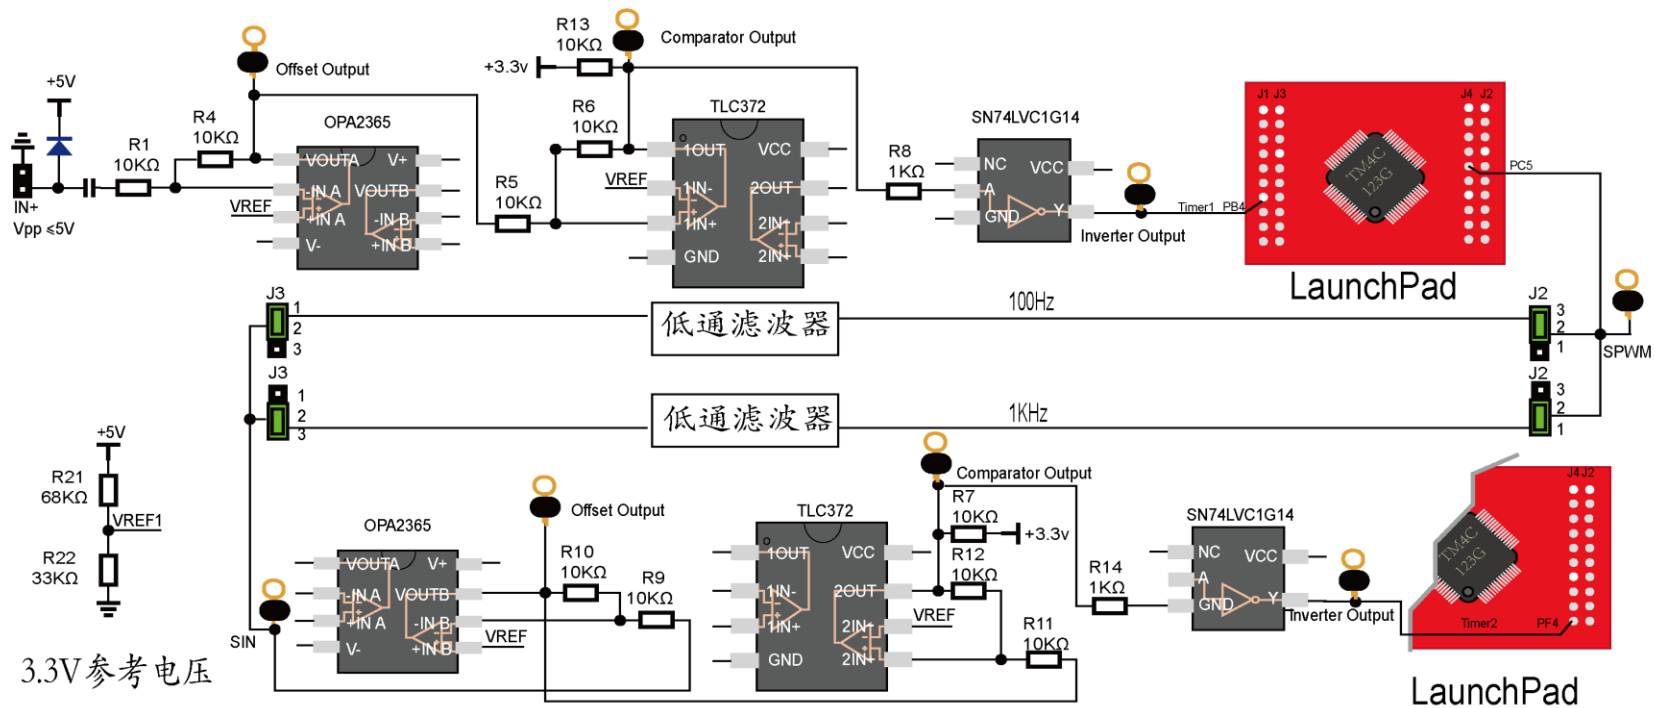 R13
10KΩ
Comparator Output
+3.3v
Offset Output
+5V
R6
10KΩ
TLC372
OPA2365
SN74LVC1G14
J1 J3
J4 J2
R4
10KΩ
R1
10KΩ
VOUTA
V+
-IN A
VOUTB
+IN A
-IN B
V-
+IN B
VREF
IN+
Vpp ≤5V
R5
10KΩ
VREF
1OUT
VCC
1IN-
2OUT
1IN+
2IN-
GND
2IN+
R8
1KΩ
NC
VCC
A
GND
Y
Inverter Output
Timer1 PB4
TM4C
123G
PC5
LaunchPad
J3
1
2
3
低通滤波器
100Hz
J2
3
2
1
SPWM
J3
1
2
3
低通滤波器
1KHz
J2
3
2
1
+5V
R21
68KΩ
VREF1
R22
33KΩ
3.3V参考电压
SIN
OPA2365
VOUTA
V+
-IN A
VOUTB
+IN A
-IN B
V-
+IN B
VREF
Offset Output
R10
10KΩ
R9
10KΩ
TLC372
1OUT
VCC
1IN-
2OUT
1IN+
2IN-
GND
2IN+
Comparator Output
R7
10KΩ
+3.3v
R12
10KΩ
VREF
R11
10KΩ
R14
1KΩ
SN74LVC1G14
NC
VCC
A
GND
Y
Inverter Output
Timer2
PF4
TM4C
123G
J4 J2
LaunchPad